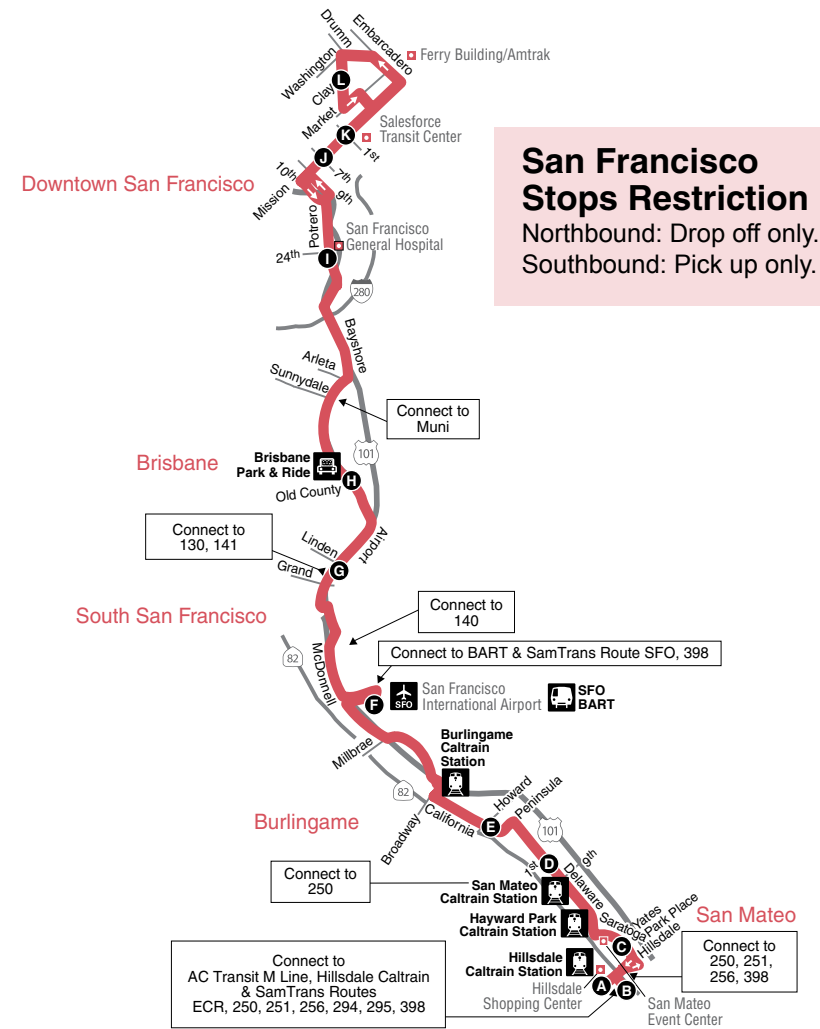 Drumm
Embarcadero
Washington
Ferry Building/Amtrak
L
Clay
Market
Salesforce
Transit Center
K
1st
J
7th
10th
9th
Mission
Downtown San Francisco
San Francisco
Stops Restriction
Northbound: Drop off only.
Southbound: Pick up only.
Potrero
San Francisco
General Hospital
24th
I
280
Bayshore
Arleta
Sunnydale
Connect to
Muni
101
Brisbane
Brisbane
Park & Ride
H
Old County
Airport
Connect to
130, 141
Linden
G
Grand
South San Francisco
Connect to
140
82
McDonnell
Connect to BART & SamTrans Route SFO, 398
F
SFO
San Francisco
International Airport
SFO
BART
Millbrae
Burlingame
Caltrain
Station
82
Howard
Peninsula
Burlingame
Broadway
California
E
101
1st
D
9th
Delaware
Connect to
250
San Mateo
Caltrain Station
Hayward Park
Caltrain Station
Saratoga
Yates
Park Place
Hillsdale
San Mateo
C
Connect to
250, 251,
256, 398
Hillsdale
Caltrain Station
Connect to
AC Transit M Line, Hillsdale Caltrain
& SamTrans Routes
ECR, 250, 251, 256, 294, 295, 398
A
B
Hillsdale
Shopping Center
San Mateo
Event Center